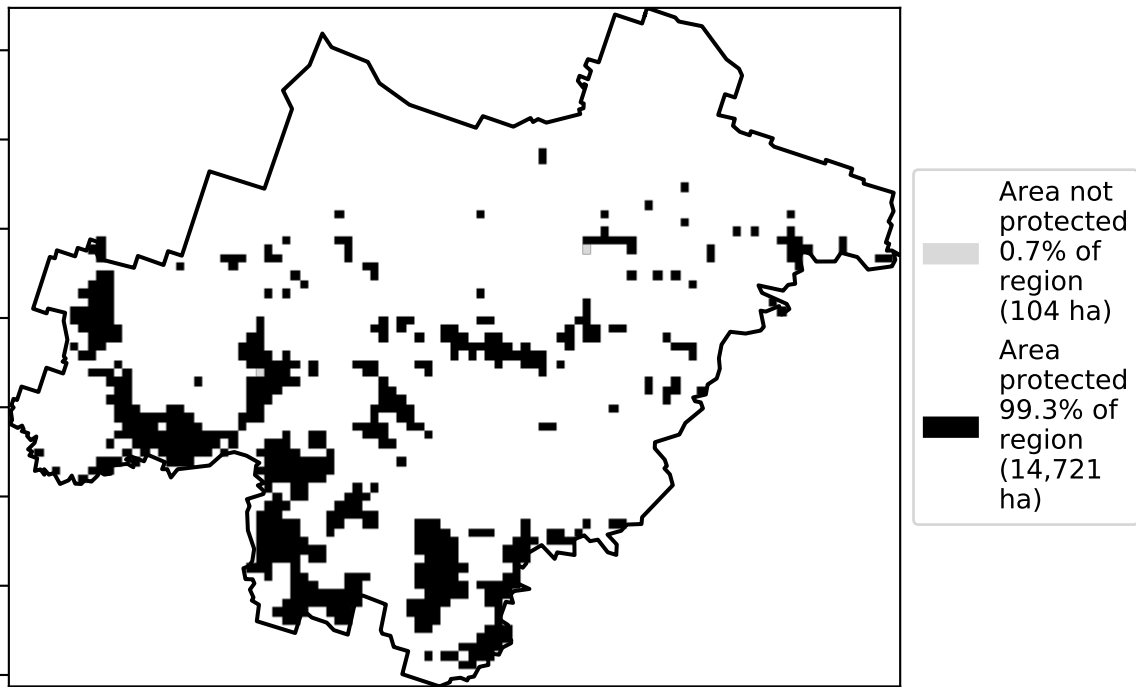 Area not
protected
0.7% of
region
(104 ha)
Area
protected
99.3% of
region
(14,721
ha)